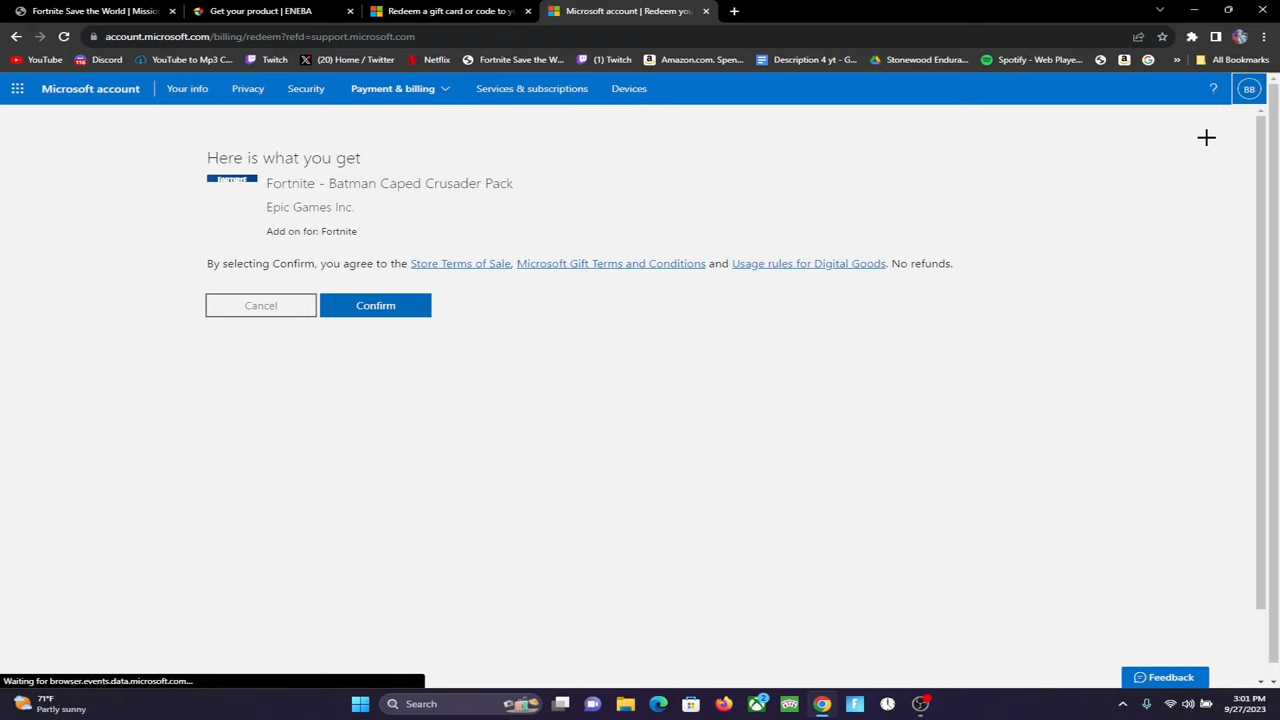 Fortnite Save the World | Missio
Get your product | ENEBA
Redeem a gift card or code to yo
Microsoft account | Redeem you
account.microsoft.com/billing/redeem?refd=support.microsoft.com
YouTube
Discord
YouTube to Mp3 C...
Twitch
(20) Home / Twitter
Netflix
Fortnite Save the W...
(1) Twitch
Amazon.com. Spen...
Description 4 yt - G...
Stonewood Endura...
Spotify - Web Playe...
»
All Bookmarks
Microsoft account
Your info
Privacy
Security
Payment & billing
Services & subscriptions
Devices
?
BB
Here is what you get
FORTNITE
Fortnite - Batman Caped Crusader Pack
Epic Games Inc.
Add on for: Fortnite
By selecting Confirm, you agree to the Store Terms of Sale, Microsoft Gift Terms and Conditions and Usage rules for Digital Goods. No refunds.
Cancel
Confirm
Feedback
Waiting for browser.events.data.microsoft.com...
71°F
Partly sunny
Search
2
3:01 PM
9/27/2023